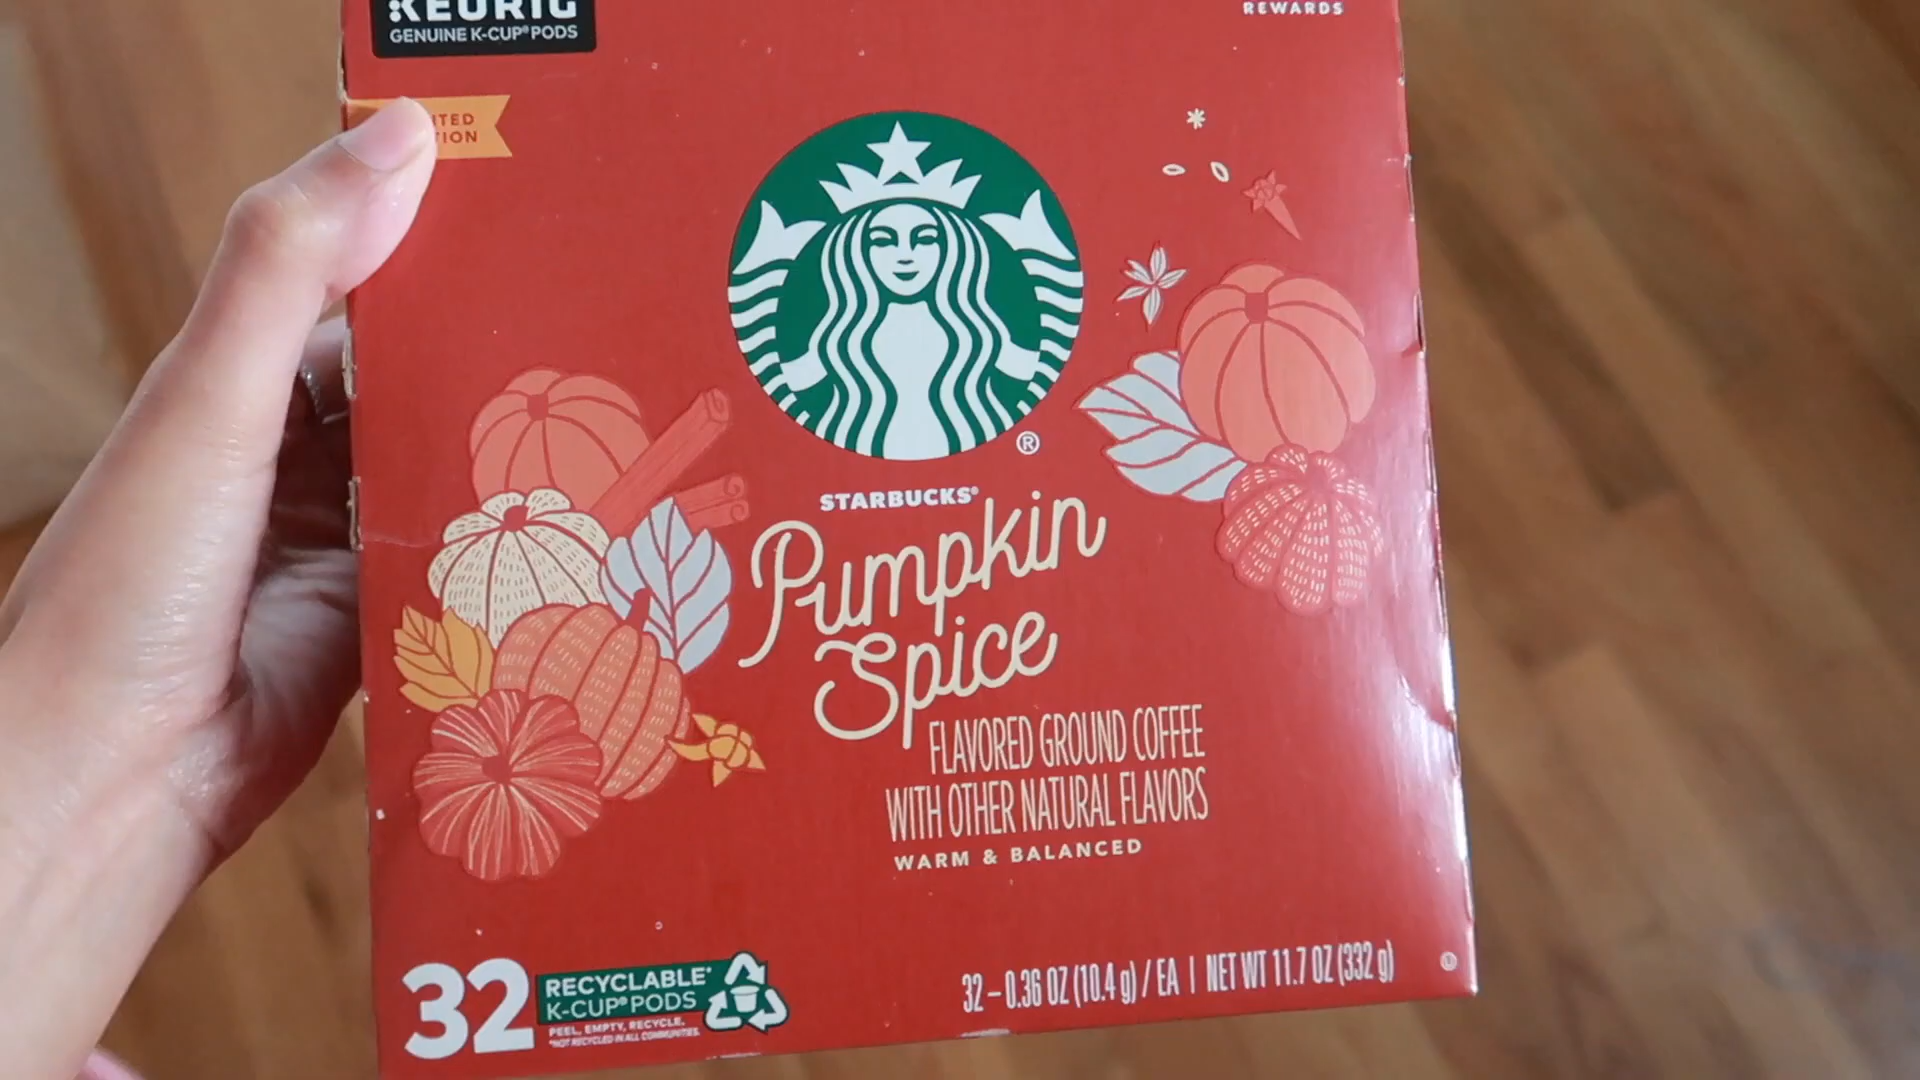 KEURIG
GENUINE K-CUP® PODS
REWARDS
STARBUCKS®
Pumpkin
Spice
FLAVORED GROUND COFFEE
WITH OTHER NATURAL FLAVORS
WARM & BALANCED
32
RECYCLABLE*
K-CUP® PODS
PEEL, EMPTY, RECYCLE.
*NOT RECYCLED IN ALL COMMUNITIES.
32 – 0.36 OZ (10.4 g) / EA | NET WT 11.7 OZ (332 g)